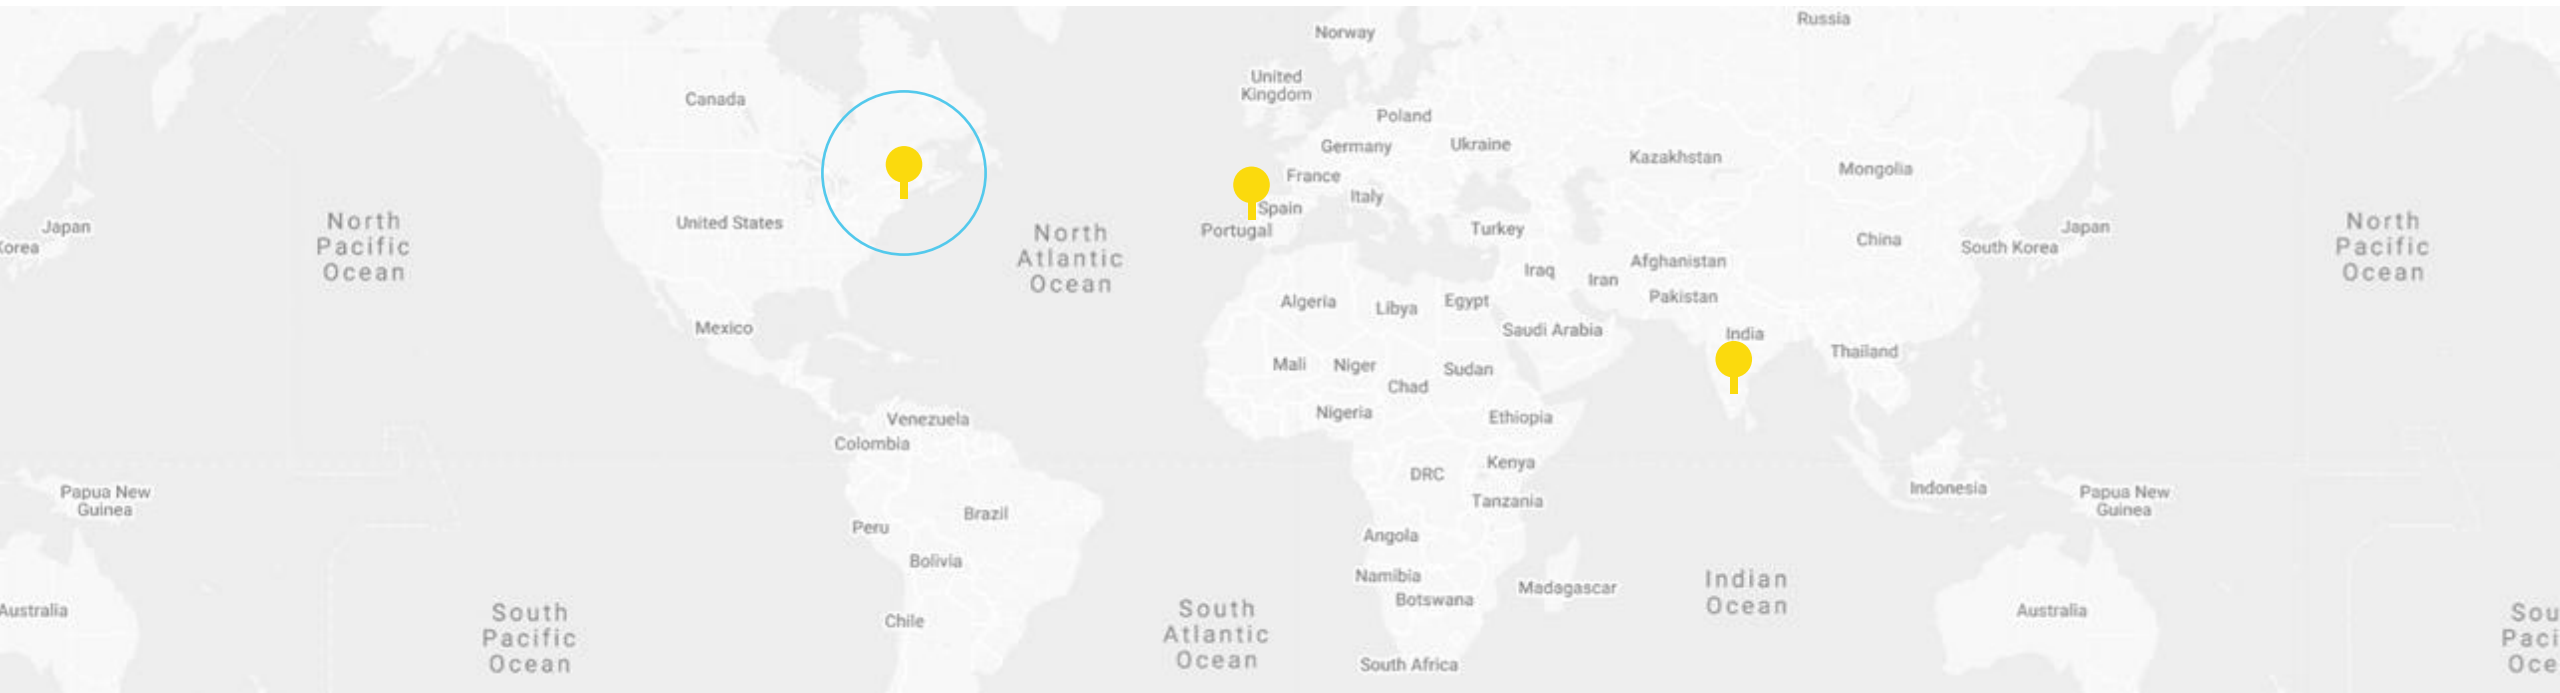 Russia
Norway
United
Kingdom
Canada
Poland
Germany
Ukraine
Kazakhstan
Mongolia
France
Italy
Spain
Portugal
United States
Turkey
Japan
Korea
North
Pacific
Ocean
North
Atlantic
Ocean
China
South Korea
Japan
North
Pacific
Ocean
Iraq
Iran
Afghanistan
Pakistan
Algeria
Libya
Egypt
Saudi Arabia
Mexico
India
Thailand
Mali
Niger
Chad
Sudan
Nigeria
Ethiopia
Venezuela
Colombia
DRC
Kenya
Tanzania
Indonesia
Papua New
Guinea
Papua New
Guinea
Brazil
Peru
Bolivia
Angola
Namibia
Botswana
Madagascar
Indian
Ocean
Australia
Australia
South
Pacific
Ocean
Chile
South
Atlantic
Ocean
South Africa
Sou
Paci
Oce